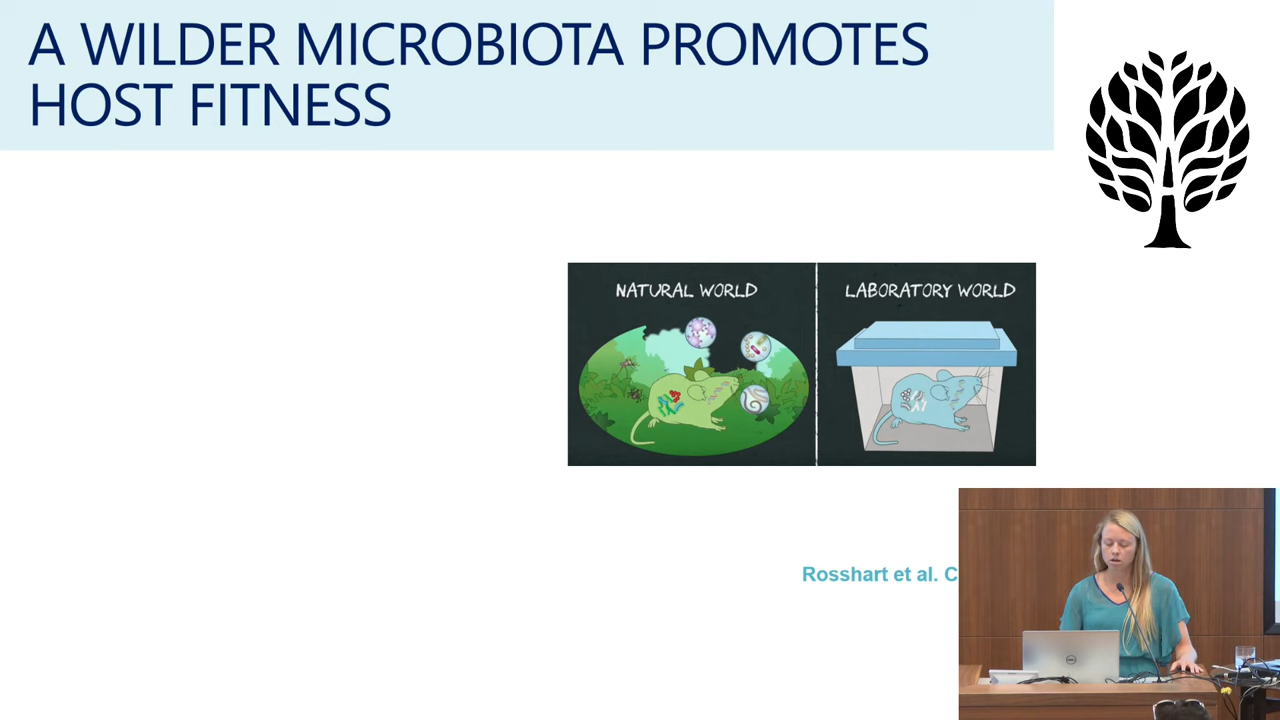 A WILDER MICROBIOTA PROMOTES
HOST FITNESS
NATURAL WORLD
LABORATORY WORLD
Rosshart et al. C